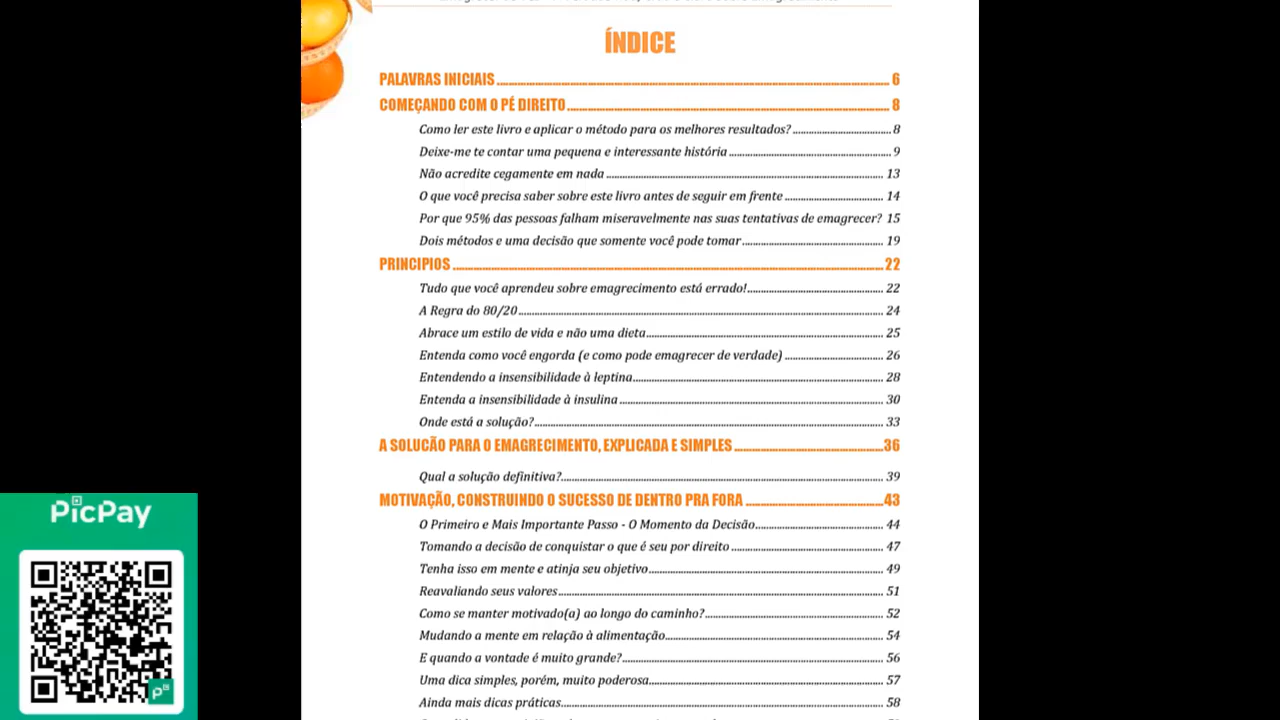 ÍNDICE
PALAVRAS INICIAIS 6
COMEÇANDO COM O PÉ DIREITO 8
Como ler este livro e aplicar o método para os melhores resultados? 8
Deixe-me te contar uma pequena e interessante história 9
Não acredite cegamente em nada 13
O que você precisa saber sobre este livro antes de seguir em frente 14
Por que 95% das pessoas falham miseravelmente nas suas tentativas de emagrecer? 15
Dois métodos e uma decisão que somente você pode tomar 19
PRINCIPIOS 22
Tudo que você aprendeu sobre emagrecimento está errado! 22
A Regra do 80/20 24
Abrace um estilo de vida e não uma dieta 25
Entenda como você engorda (e como pode emagrecer de verdade) 26
Entendendo a insensibilidade à leptina 28
Entenda a insensibilidade à insulina 30
Onde está a solução? 33
A SOLUCÃO PARA O EMAGRECIMENTO, EXPLICADA E SIMPLES 36
Qual a solução definitiva? 39
MOTIVAÇÃO, CONSTRUINDO O SUCESSO DE DENTRO PRA FORA 43
O Primeiro e Mais Importante Passo - O Momento da Decisão 44
Tomando a decisão de conquistar o que é seu por direito 47
Tenha isso em mente e atinja seu objetivo 49
Reavaliando seus valores 51
Como se manter motivado(a) ao longo do caminho? 52
Mudando a mente em relação à alimentação 54
E quando a vontade é muito grande? 56
Uma dica simples, porém, muito poderosa 57
Ainda mais dicas práticas 58
PicPay